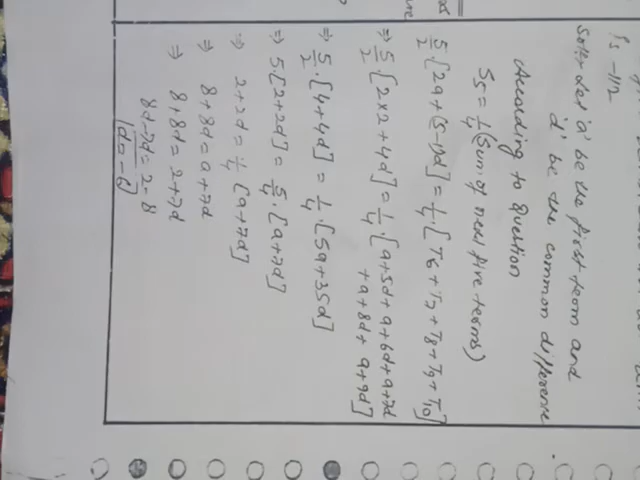 is -112
Soln. Let 'a' be the first term and
'd' be the common difference
According to question
S₅ = 1/4 (Sum of next five terms)
5/2 [2a+(5-1)d] = 1/4 · [T₆+T₇+T₈+T₉+T₁₀]
⇒ 5/2 [2×2+4d] = 1/4 · [a+5d+a+6d+a+7d
+a+8d+a+9d]
⇒ 5/2 · [4+4d] = 1/4 · [5a+35d]
⇒ 5[2+2d] = 5/4 · [a+7d]
⇒ 2+2d = 1/4 [a+7d]
⇒ 8+8d = a+7d
⇒ 8+8d = 2+7d
8d-7d = 2-8
d = -6